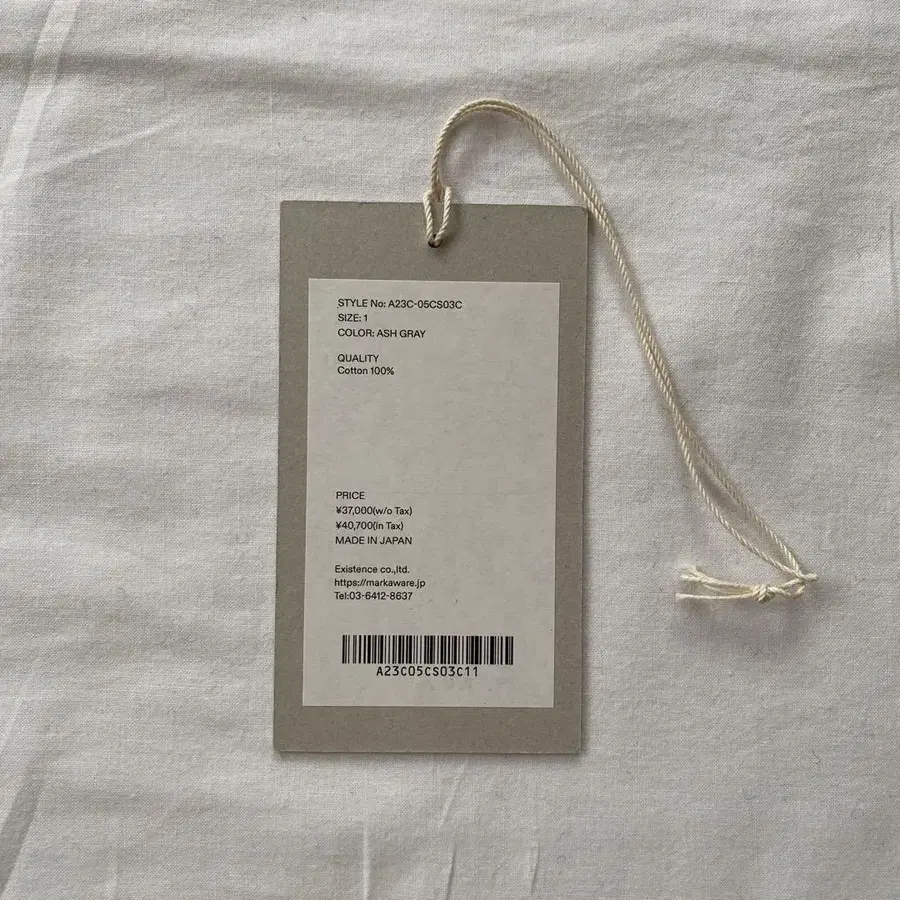 STYLE No: A23C-05CS03C
SIZE: 1
COLOR: ASH GRAY
QUALITY
Cotton 100%
PRICE
¥37,000(w/o Tax)
¥40,700(in Tax)
MADE IN JAPAN
Existence co.,ltd.
https://markaware.jp
Tel:03-6412-8637
A23C05CS03C11